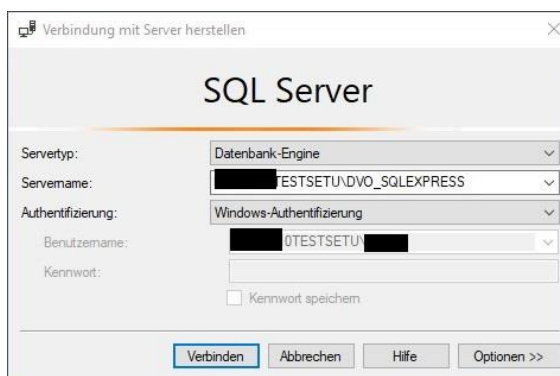 Verbindung mit Server herstellen
SQL Server
Servertyp: Datenbank-Engine
Servername: TESTSETU\DVO_SQLEXPRESS
Authentifizierung: Windows-Authentifizierung
Benutzername: 0TESTSETU\
Kennwort:
Kennwort speichern
Verbinden Abbrechen Hilfe Optionen >>